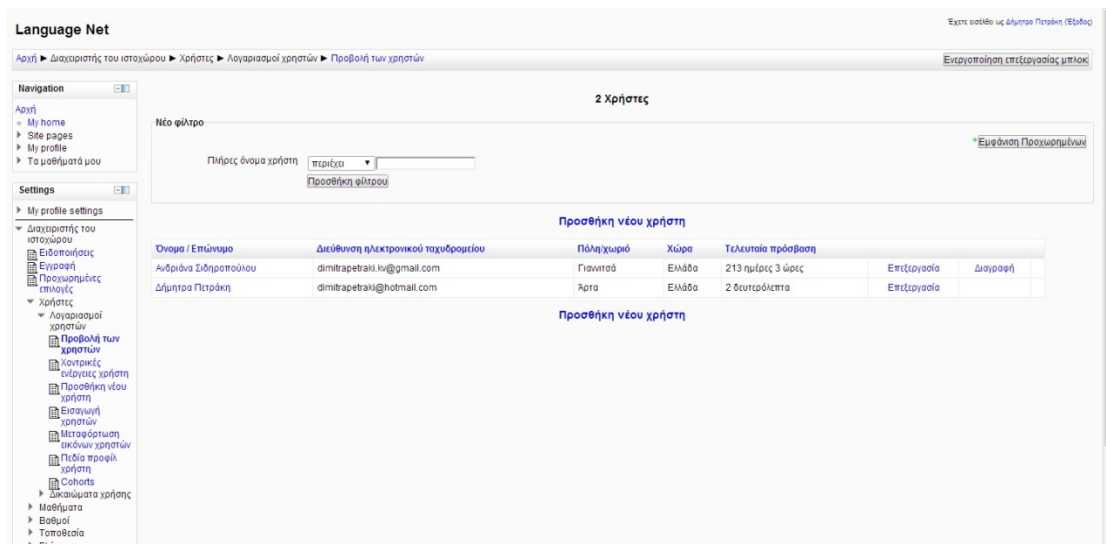 Language Net
Έχετε εισέλθει ως Δήμητρα Πετράκη (Έξοδος)
Αρχή ► Διαχειριστής του ιστοχώρου ► Χρήστες ► Λογαριασμοί χρηστών ► Προβολή των χρηστών
Ενεργοποίηση επεξεργασίας μπλοκ
Navigation
Αρχή
My home
Site pages
My profile
Τα μαθήματά μου
Settings
My profile settings
Διαχειριστής του
ιστοχώρου
Ειδοποιήσεις
Εγγραφή
Προχωρημένες
επιλογές
Χρήστες
Λογαριασμοί
χρηστών
Προβολή των
χρηστών
Χοντρικές
ενέργειες χρήστη
Προσθήκη νέου
χρήστη
Εισαγωγή
χρηστών
Μεταφόρτωση
εικόνων χρηστών
Πεδία προφίλ
χρήστη
Cohorts
Δικαιώματα χρήσης
Μαθήματα
Βαθμοί
Τοποθεσία
2 Χρήστες
Νέο φίλτρο
*Εμφάνιση Προχωρημένων
Πλήρες όνομα χρήστη περιέχει
Προσθήκη φίλτρου
Προσθήκη νέου χρήστη
Όνομα / Επώνυμο Διεύθυνση ηλεκτρονικού ταχυδρομείου Πόλη/χωριό Χώρα Τελευταία πρόσβαση
Ανδριάνα Σιδηροπούλου dimitrapetraki.kv@gmail.com Γιαννιτσά Ελλάδα 213 ημέρες 3 ώρες Επεξεργασία Διαγραφή
Δήμητρα Πετράκη dimitrapetraki@hotmail.com Άρτα Ελλάδα 2 δευτερόλεπτα Επεξεργασία
Προσθήκη νέου χρήστη